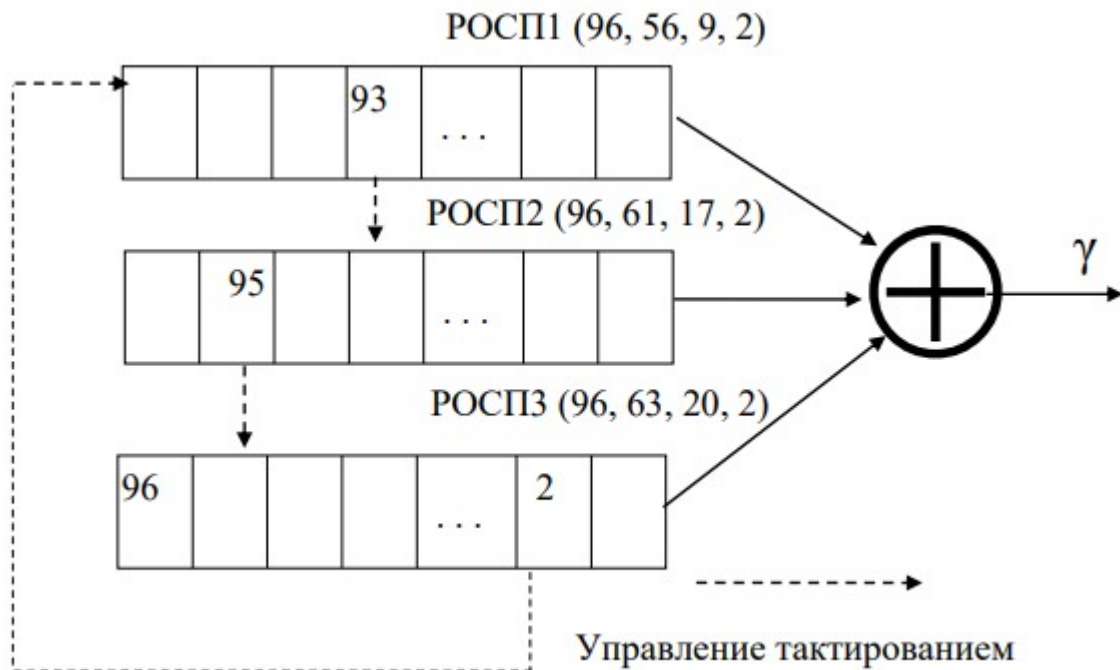 РОСП1 (96, 56, 9, 2)
93
. . .
РОСП2 (96, 61, 17, 2)
95
. . .
γ
РОСП3 (96, 63, 20, 2)
96
. . .
2
Управление тактированием